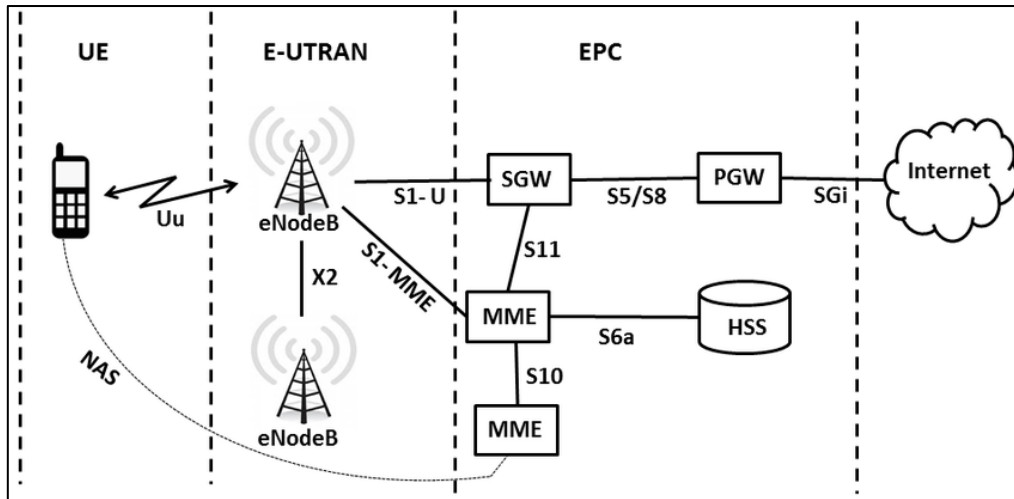 UE
E-UTRAN
EPC
SGW
PGW
Internet
S1- U
S5/S8
SGi
Uu
eNodeB
S11
X2
S1- MME
MME
S6a
HSS
S10
NAS
eNodeB
MME